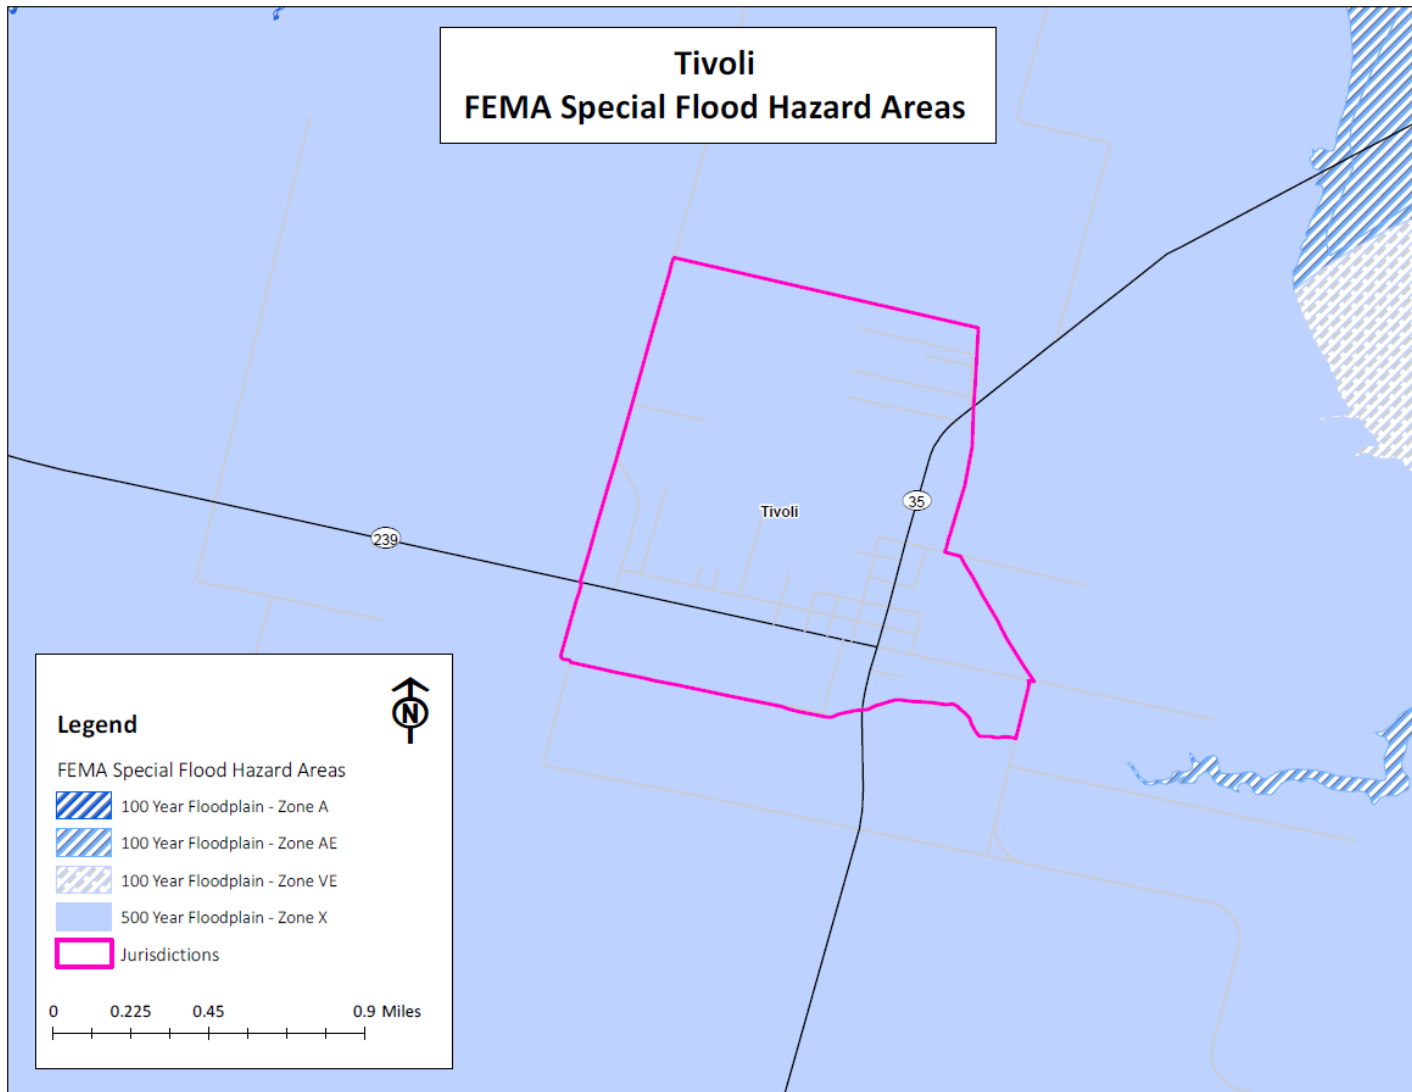 Tivoli
FEMA Special Flood Hazard Areas
35
Tivoli
239
N
Legend
FEMA Special Flood Hazard Areas
100 Year Floodplain - Zone A
100 Year Floodplain - Zone AE
100 Year Floodplain - Zone VE
500 Year Floodplain - Zone X
Jurisdictions
0 0.225 0.45 0.9 Miles